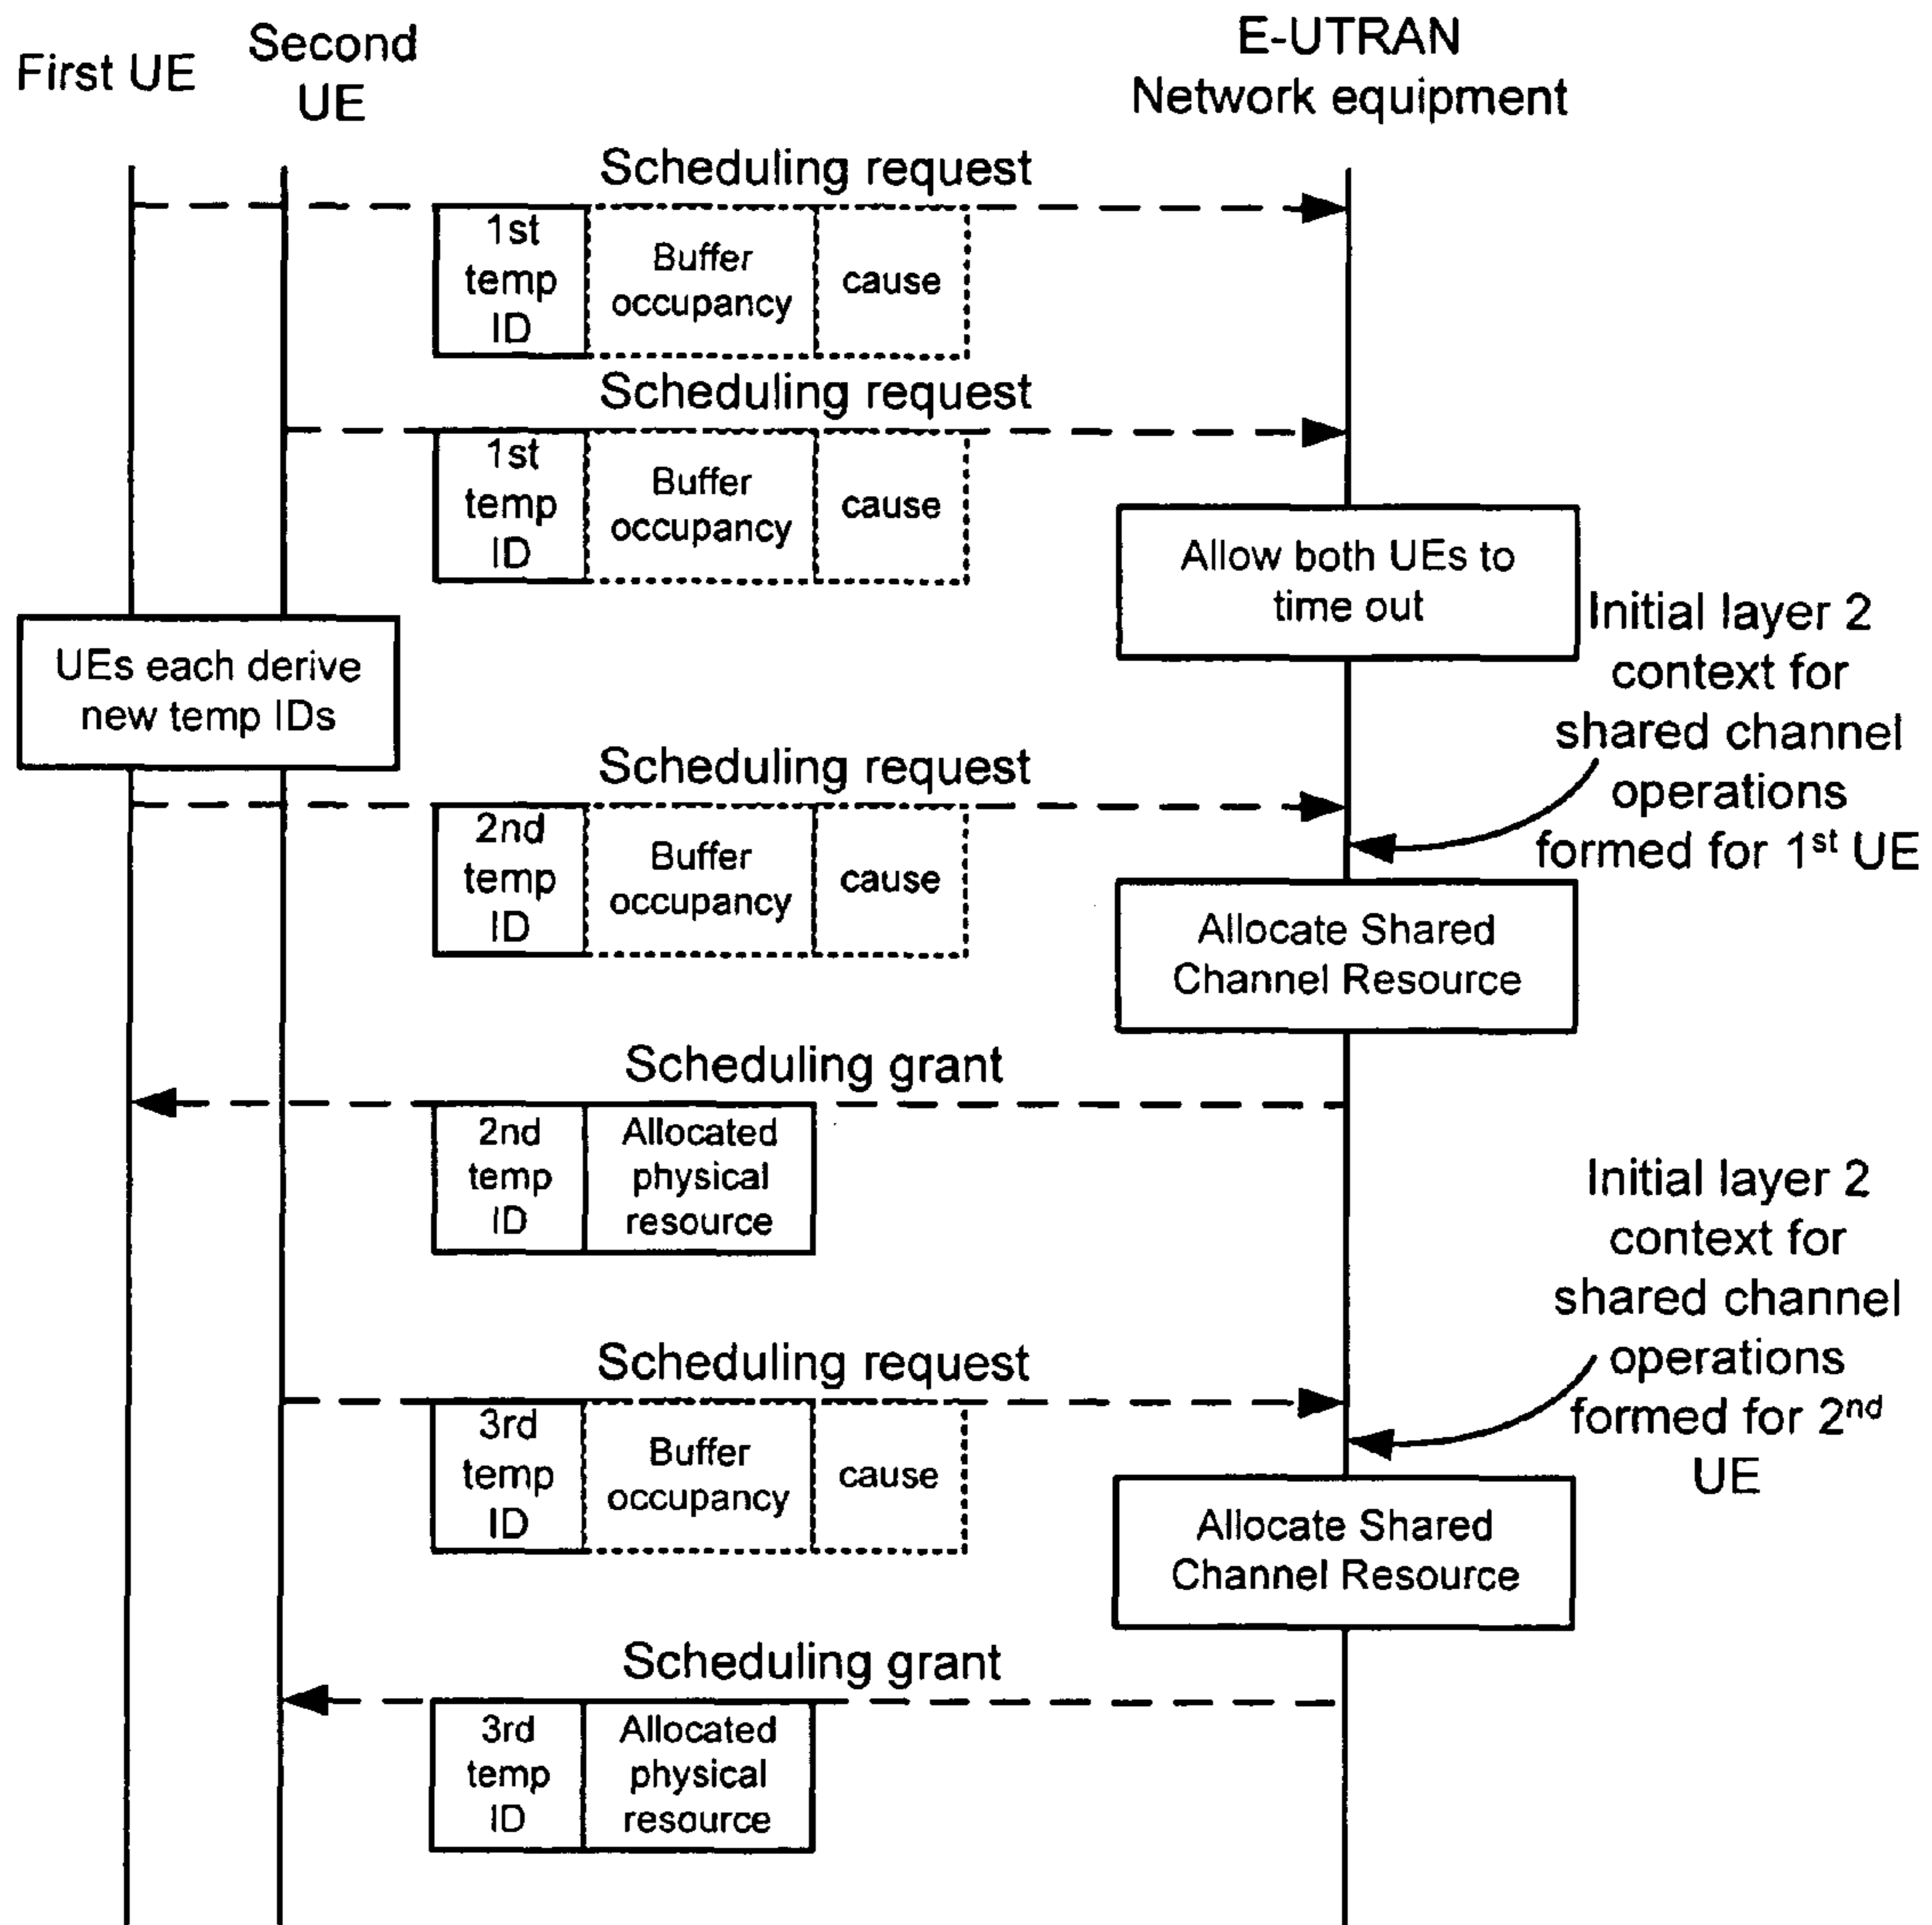 First UE
Second
UE
E-UTRAN
Network equipment
Scheduling request
1st
temp
ID
Buffer
occupancy
cause
Scheduling request
1st
temp
ID
Buffer
occupancy
cause
Allow both UEs to
time out
UEs each derive
new temp IDs
Initial layer 2
context for
shared channel
operations
formed for 1st UE
Scheduling request
2nd
temp
ID
Buffer
occupancy
cause
Allocate Shared
Channel Resource
Scheduling grant
2nd
temp
ID
Allocated
physical
resource
Initial layer 2
context for
shared channel
operations
formed for 2nd
UE
Scheduling request
3rd
temp
ID
Buffer
occupancy
cause
Allocate Shared
Channel Resource
Scheduling grant
3rd
temp
ID
Allocated
physical
resource